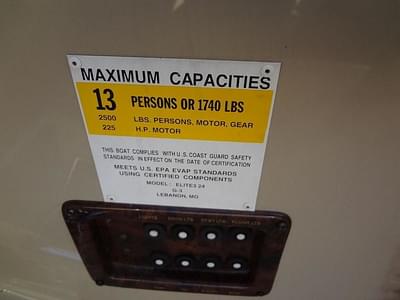 MAXIMUM CAPACITIES
13 PERSONS OR 1740 LBS
2500 LBS. PERSONS, MOTOR, GEAR
225 H.P. MOTOR
THIS BOAT COMPLIES WITH U.S. COAST GUARD SAFETY
STANDARDS IN EFFECT ON THE DATE OF CERTIFICATION
MEETS U.S. EPA EVAP STANDARDS
USING CERTIFIED COMPONENTS
MODEL: ELITE3 24
G-3
LEBANON, MO